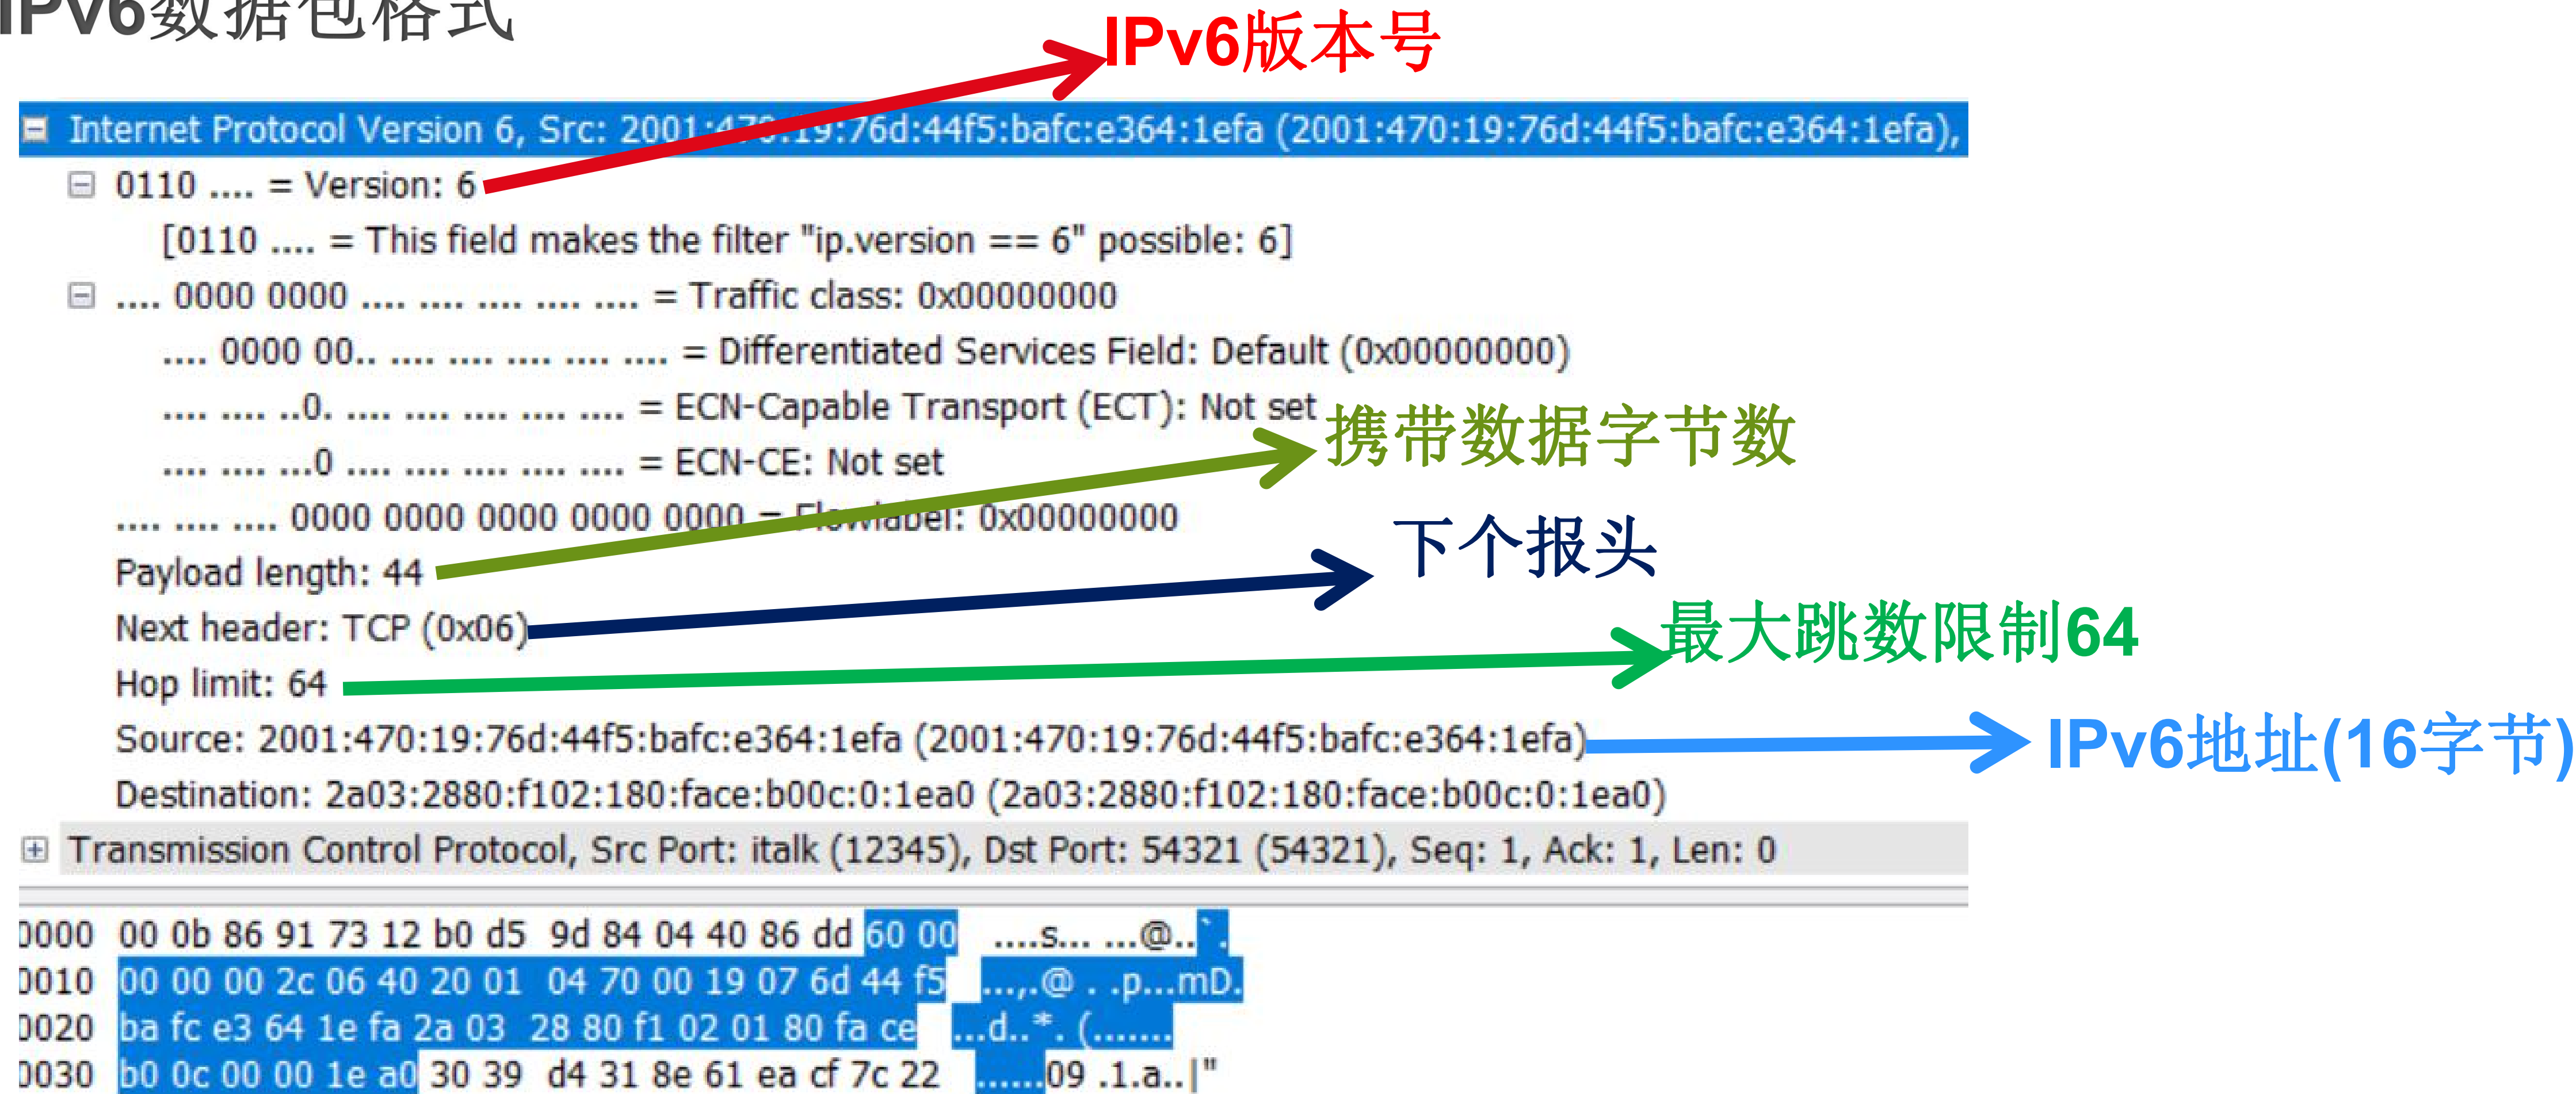 IPv6数据包格式
IPv6版本号
Internet Protocol Version 6, Src: 2001:470:19:76d:44f5:bafc:e364:1efa (2001:470:19:76d:44f5:bafc:e364:1efa),
0110 .... = Version: 6
[0110 .... = This field makes the filter "ip.version == 6" possible: 6]
.... 0000 0000 .... .... .... .... .... = Traffic class: 0x00000000
.... 0000 00.. .... .... .... .... .... = Differentiated Services Field: Default (0x00000000)
.... .... ..0. .... .... .... .... .... = ECN-Capable Transport (ECT): Not set
携带数据字节数
.... .... ...0 .... .... .... .... .... = ECN-CE: Not set
.... .... .... 0000 0000 0000 0000 0000 = Flowlabel: 0x00000000
下个报头
Payload length: 44
Next header: TCP (0x06)
最大跳数限制64
Hop limit: 64
Source: 2001:470:19:76d:44f5:bafc:e364:1efa (2001:470:19:76d:44f5:bafc:e364:1efa)
IPv6地址(16字节)
Destination: 2a03:2880:f102:180:face:b00c:0:1ea0 (2a03:2880:f102:180:face:b00c:0:1ea0)
Transmission Control Protocol, Src Port: italk (12345), Dst Port: 54321 (54321), Seq: 1, Ack: 1, Len: 0
0000 00 0b 86 91 73 12 b0 d5 9d 84 04 40 86 dd 60 00 ....s... ...@..`.
0010 00 00 00 2c 06 40 20 01 04 70 00 19 07 6d 44 f5 ...,.@ . .p...mD.
0020 ba fc e3 64 1e fa 2a 03 28 80 f1 02 01 80 fa ce ...d..*. (.......
0030 b0 0c 00 00 1e a0 30 39 d4 31 8e 61 ea cf 7c 22 ......09 .1.a..|"